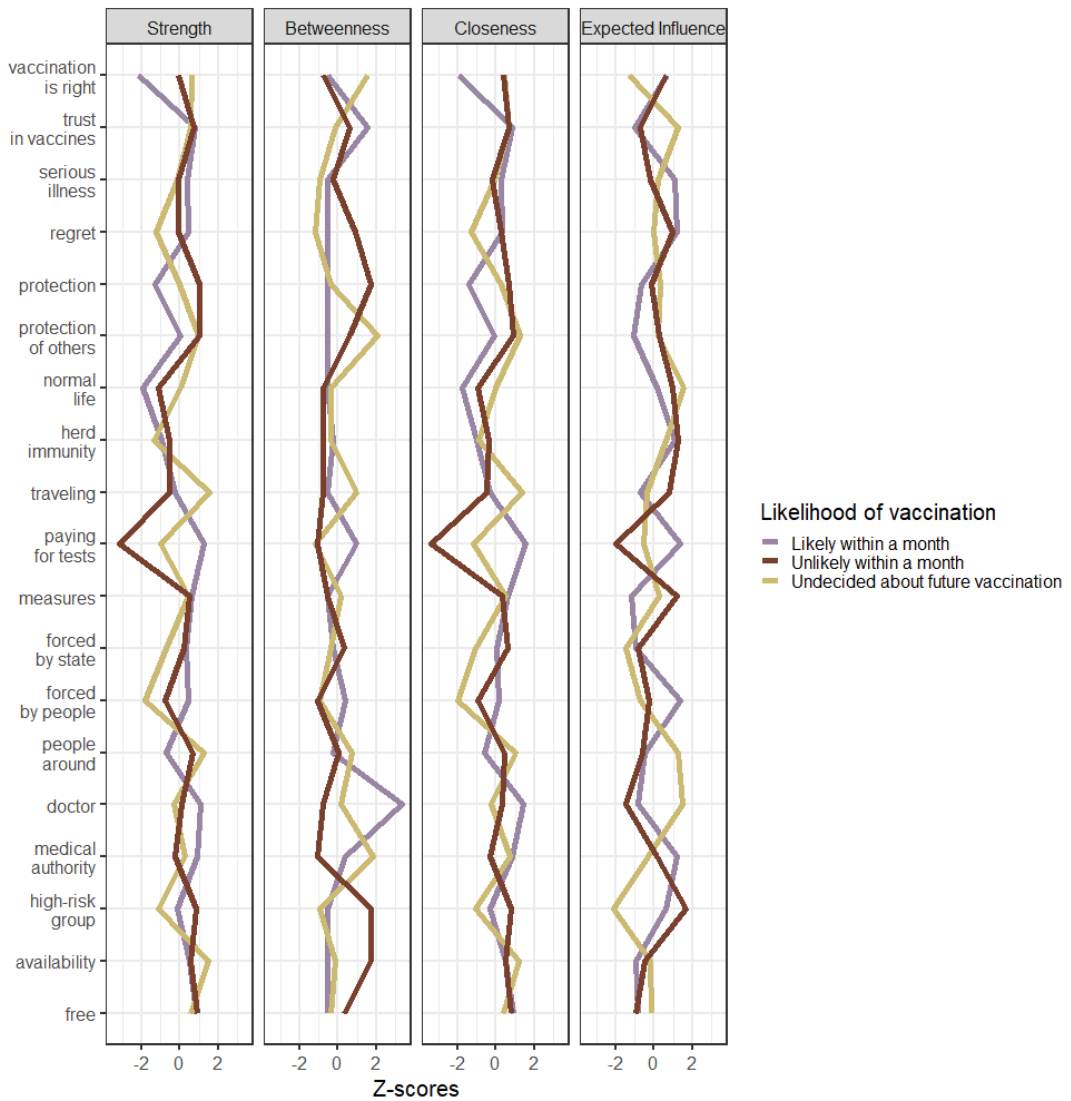 Strength Betweenness Closeness Expected Influence
vaccination
is right
trust
in vaccines
serious
illness
regret
protection
protection
of others
normal
life
herd
immunity
traveling
paying
for tests
measures
forced
by state
forced
by people
people
around
doctor
medical
authority
high-risk
group
availability
free
-2 0 2 -2 0 2 -2 0 2 -2 0 2
Z-scores
Likelihood of vaccination
Likely within a month
Unlikely within a month
Undecided about future vaccination